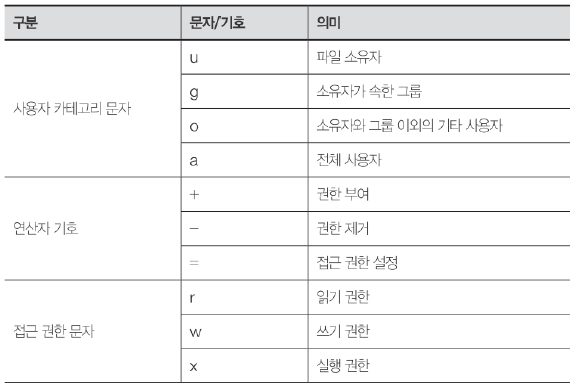 구분 문자/기호 의미
사용자 카테고리 문자 u 파일 소유자
g 소유자가 속한 그룹
o 소유자와 그룹 이외의 기타 사용자
a 전체 사용자
연산자 기호 + 권한 부여
- 권한 제거
= 접근 권한 설정
접근 권한 문자 r 읽기 권한
w 쓰기 권한
x 실행 권한